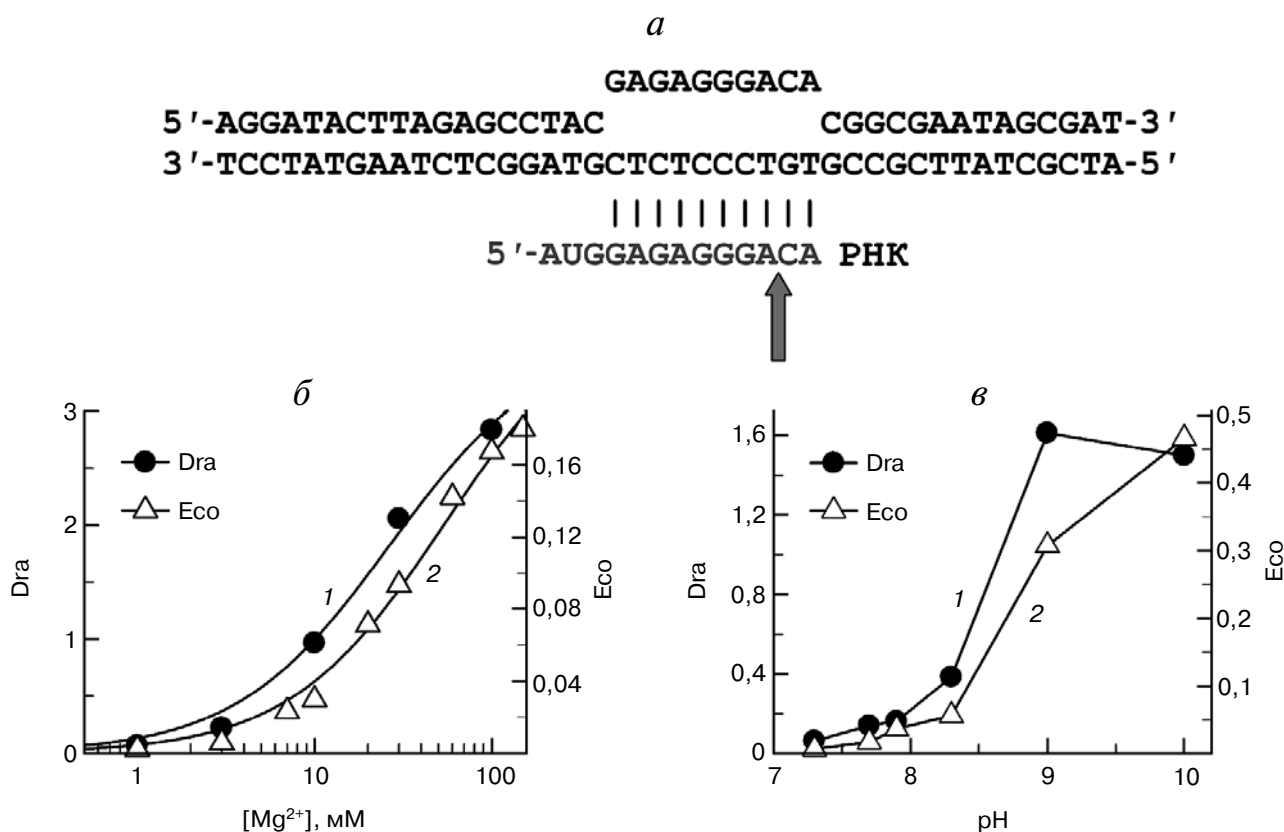 а
GAGAGGGACA
5′-AGGATACTTAGAGCCTAC CGGCGAATAGCGAT-3′
3′-TCCTATGAATCTCGGATGCTCTCCCTGTGCCGCTTATCGCTA-5′
5′-AUGGAGAGGGACA РНК
б
3
2
1
0
Dra
Dra
Eco
1
2
0,16
0,12
0,08
0,04
Eco
1 10 100
[Mg2+], мМ
в
1,6
1,2
0,8
0,4
0
Dra
Dra
Eco
1
2
0,5
0,4
0,3
0,2
0,1
Eco
7 8 9 10
pH